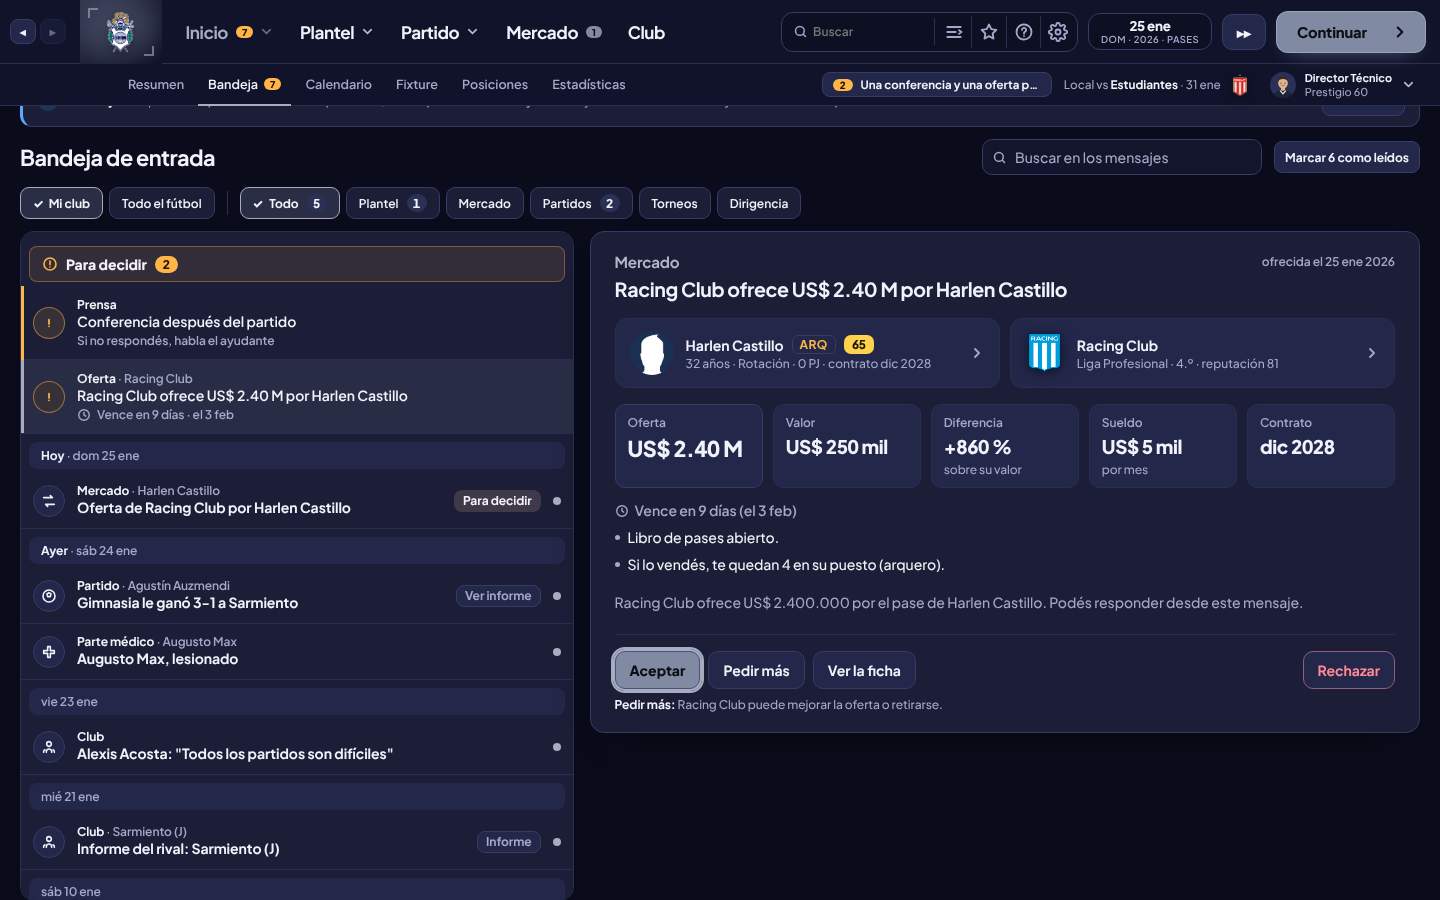 Inicio 7
Plantel
Partido
Mercado 1
Club
Buscar
25 ene
DOM · 2026 · PASES
Continuar
Resumen
Bandeja 7
Calendario
Fixture
Posiciones
Estadísticas
2 Una conferencia y una oferta p...
Local vs Estudiantes · 31 ene
Director Técnico
Prestigio 60
Bandeja de entrada
Buscar en los mensajes
Marcar 6 como leídos
Mi club
Todo el fútbol
Todo 5
Plantel 1
Mercado
Partidos 2
Torneos
Dirigencia
Para decidir 2
Prensa
Conferencia después del partido
Si no respondés, habla el ayudante
Oferta · Racing Club
Racing Club ofrece US$ 2.40 M por Harlen Castillo
Vence en 9 días · el 3 feb
Hoy · dom 25 ene
Mercado · Harlen Castillo
Oferta de Racing Club por Harlen Castillo
Para decidir
Ayer · sáb 24 ene
Partido · Agustín Auzmendi
Gimnasia le ganó 3-1 a Sarmiento
Ver informe
Parte médico · Augusto Max
Augusto Max, lesionado
vie 23 ene
Club
Alexis Acosta: "Todos los partidos son difíciles"
mié 21 ene
Club · Sarmiento (J)
Informe del rival: Sarmiento (J)
Informe
sáb 10 ene
Mercado
ofrecida el 25 ene 2026
Racing Club ofrece US$ 2.40 M por Harlen Castillo
Harlen Castillo ARQ 65
32 años · Rotación · 0 PJ · contrato dic 2028
RACING
Racing Club
Liga Profesional · 4.º · reputación 81
Oferta
US$ 2.40 M
Valor
US$ 250 mil
Diferencia
+860 %
sobre su valor
Sueldo
US$ 5 mil
por mes
Contrato
dic 2028
Vence en 9 días (el 3 feb)
Libro de pases abierto.
Si lo vendés, te quedan 4 en su puesto (arquero).
Racing Club ofrece US$ 2.400.000 por el pase de Harlen Castillo. Podés responder desde este mensaje.
Aceptar
Pedir más
Ver la ficha
Rechazar
Pedir más: Racing Club puede mejorar la oferta o retirarse.